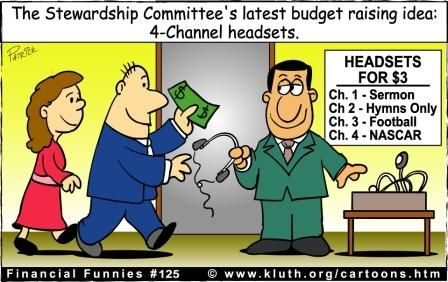 The Stewardship Committee's latest budget raising idea:
4-Channel headsets.
PATRICK
HEADSETS
FOR $3
Ch. 1 - Sermon
Ch 2 - Hymns Only
Ch. 3 - Football
Ch. 4 - NASCAR
$ $
Financial Funnies #125 © www.kluth.org/cartoons.htm